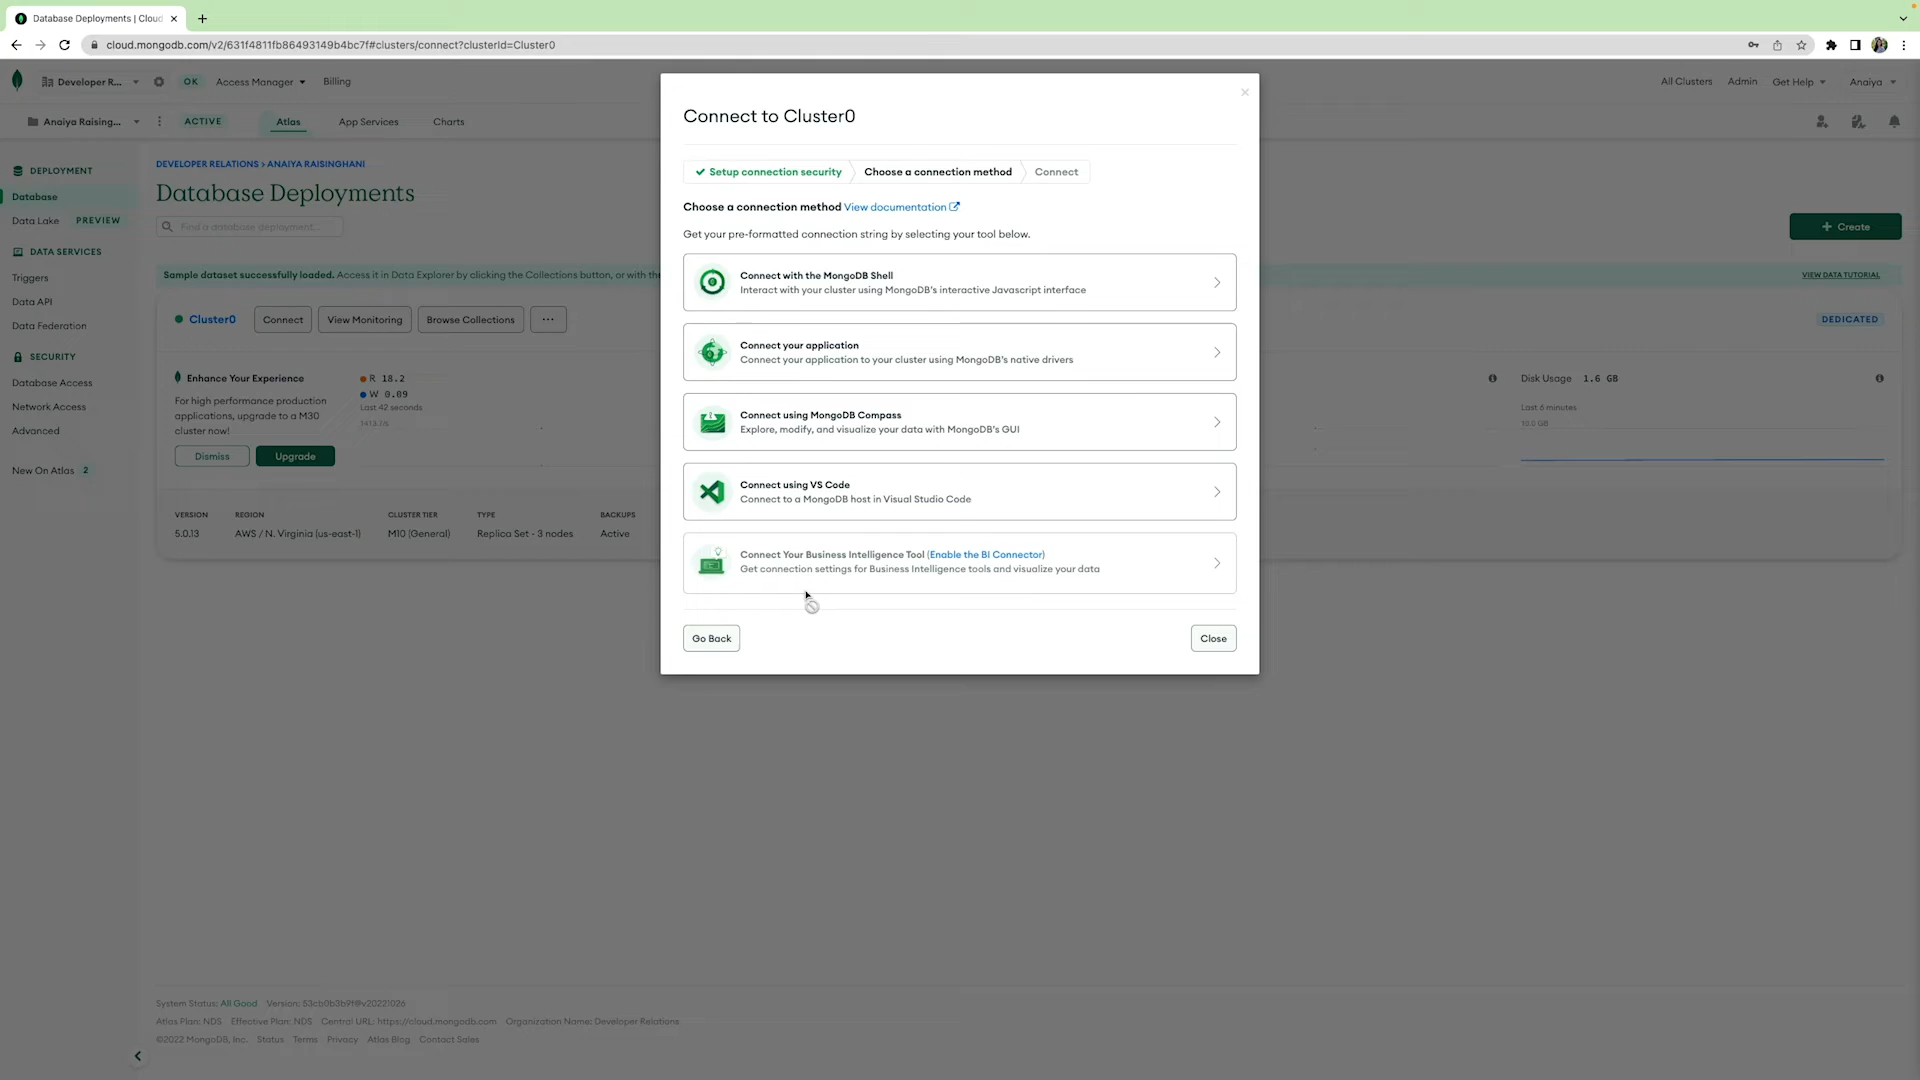 Database Deployments | Cloud
cloud.mongodb.com/v2/631f4811fb86493149b4bc7f#clusters/connect?clusterId=Cluster0
Developer R...
OK
Access Manager
Billing
All Clusters
Admin
Get Help
Anaiya
Anaiya Raising...
ACTIVE
Atlas
App Services
Charts
DEPLOYMENT
Database
Data Lake PREVIEW
DATA SERVICES
Triggers
Data API
Data Federation
SECURITY
Database Access
Network Access
Advanced
New On Atlas 2
DEVELOPER RELATIONS > ANAIYA RAISINGHANI
Database Deployments
Find a database deployment...
+ Create
Sample dataset successfully loaded. Access it in Data Explorer by clicking the Collections button, or with the
VIEW DATA TUTORIAL
Cluster0
Connect
View Monitoring
Browse Collections
...
DEDICATED
Enhance Your Experience
For high performance production
applications, upgrade to a M30
cluster now!
Dismiss
Upgrade
R 18.2
W 0.09
Last 42 seconds
1413.7/s
Disk Usage 1.6 GB
Last 6 minutes
10.0 GB
VERSION
5.0.13
REGION
AWS / N. Virginia (us-east-1)
CLUSTER TIER
M10 (General)
TYPE
Replica Set - 3 nodes
BACKUPS
Active
Connect to Cluster0
Setup connection security
Choose a connection method
Connect
Choose a connection method View documentation
Get your pre-formatted connection string by selecting your tool below.
Connect with the MongoDB Shell
Interact with your cluster using MongoDB's interactive Javascript interface
Connect your application
Connect your application to your cluster using MongoDB's native drivers
Connect using MongoDB Compass
Explore, modify, and visualize your data with MongoDB's GUI
Connect using VS Code
Connect to a MongoDB host in Visual Studio Code
Connect Your Business Intelligence Tool (Enable the BI Connector)
Get connection settings for Business Intelligence tools and visualize your data
Go Back
Close
System Status: All Good Version: 53cb0b3b9f@v20221026
Atlas Plan: NDS Effective Plan: NDS Central URL: https://cloud.mongodb.com Organization Name: Developer Relations
©2022 MongoDB, Inc. Status Terms Privacy Atlas Blog Contact Sales